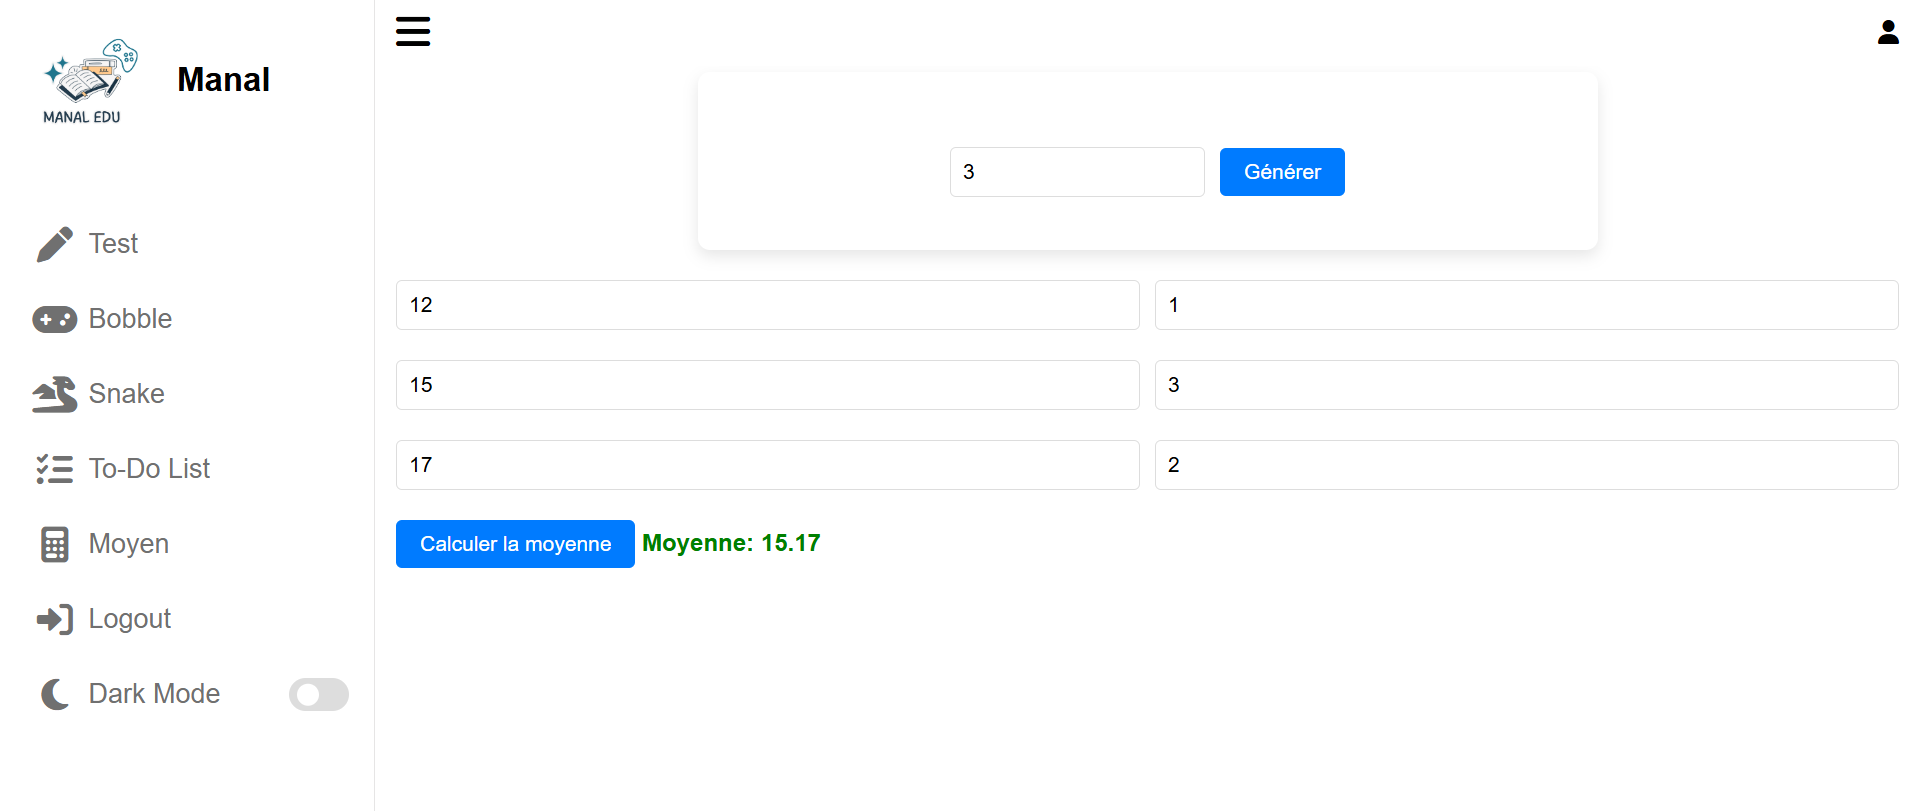 MANAL EDU
Manal
Test
Bobble
Snake
To-Do List
Moyen
Logout
Dark Mode
3
Générer
12
1
15
3
17
2
Calculer la moyenne
Moyenne: 15.17